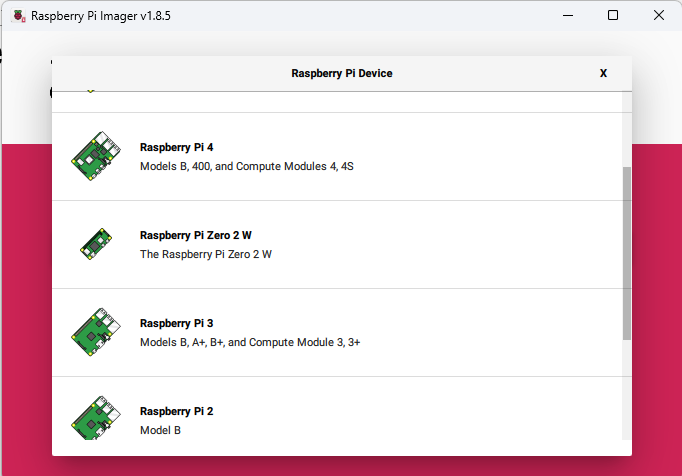 Raspberry Pi Imager v1.8.5
Raspberry Pi Device
X
Raspberry Pi 4
Models B, 400, and Compute Modules 4, 4S
Raspberry Pi Zero 2 W
The Raspberry Pi Zero 2 W
Raspberry Pi 3
Models B, A+, B+, and Compute Module 3, 3+
Raspberry Pi 2
Model B